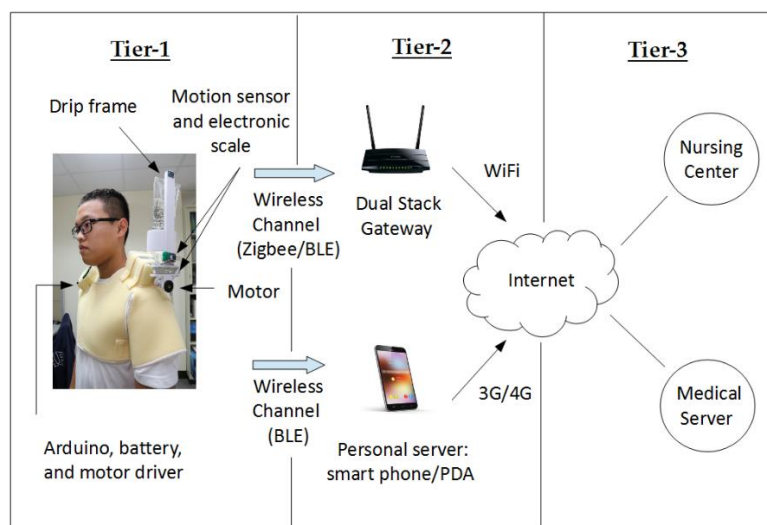 Tier-1
Tier-2
Tier-3
Drip frame
Motion sensor
and electronic
scale
Wireless
Channel
(Zigbee/BLE)
Motor
Wireless
Channel
(BLE)
Arduino, battery,
and motor driver
Dual Stack
Gateway
WiFi
Internet
3G/4G
Personal server:
smart phone/PDA
Nursing
Center
Medical
Server